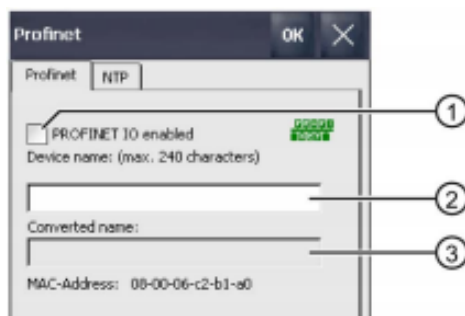 Profinet OK
Profinet NTP
PROFINET IO enabled
Device name: (max. 240 characters)
Converted name:
MAC-Address: 08-00-06-c2-b1-a0
1
2
3